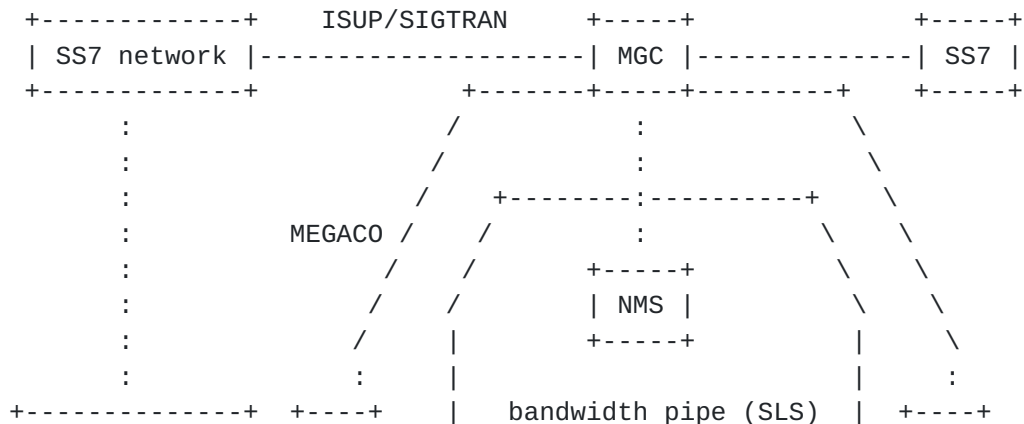 ISUP/SIGTRAN
SS7 network MGC SS7
MEGACO
NMS
bandwidth pipe (SLS)